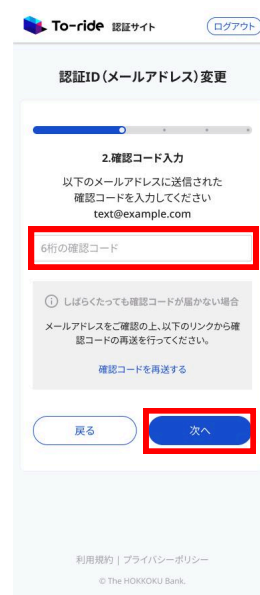 To-ride 認証サイト
ログアウト
認証ID(メールアドレス)変更
2.確認コード入力
以下のメールアドレスに送信された
確認コードを入力してください
text@example.com
6桁の確認コード
しばらくたっても確認コードが届かない場合
メールアドレスをご確認の上、以下のリンクから確
認コードの再送を行ってください。
確認コードを再送する
戻る
次へ
利用規約 | プライバシーポリシー
© The HOKKOKU Bank.